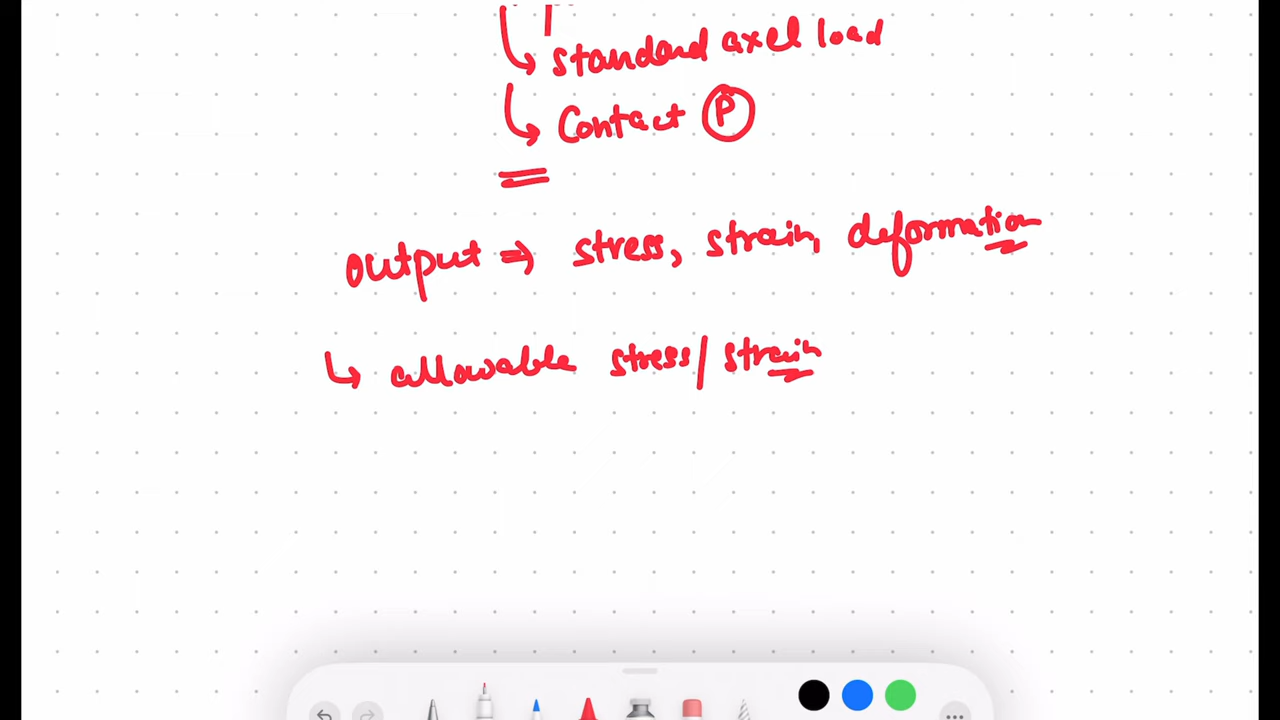 standard axel load
Contact P
output ⇒ stress, strain, deformation
↳ allowable stress/strain